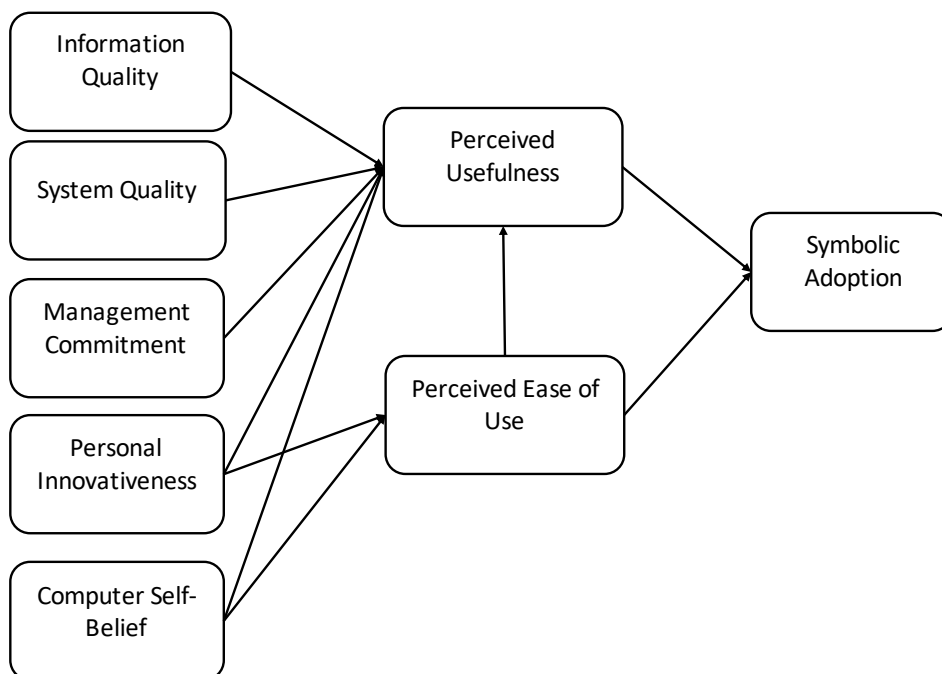 Information
Quality
System Quality
Management
Commitment
Personal
Innovativeness
Computer Self-
Belief
Perceived
Usefulness
Perceived Ease of
Use
Symbolic
Adoption